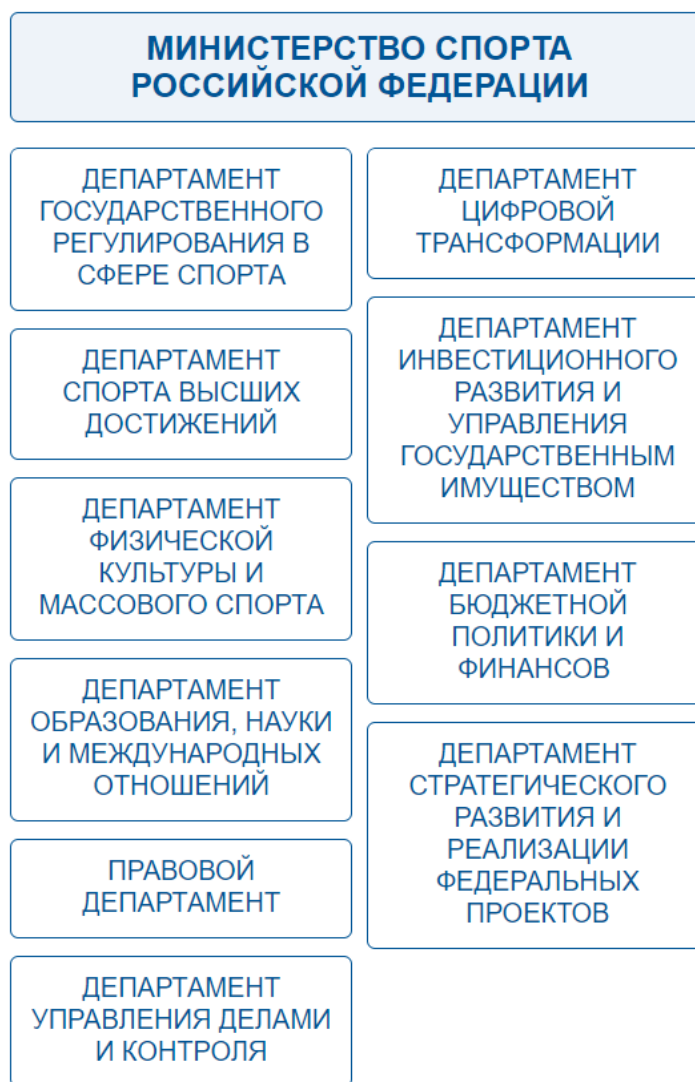 МИНИСТЕРСТВО СПОРТА
РОССИЙСКОЙ ФЕДЕРАЦИИ
ДЕПАРТАМЕНТ
ГОСУДАРСТВЕННОГО
РЕГУЛИРОВАНИЯ В
СФЕРЕ СПОРТА
ДЕПАРТАМЕНТ
СПОРТА ВЫСШИХ
ДОСТИЖЕНИЙ
ДЕПАРТАМЕНТ
ФИЗИЧЕСКОЙ
КУЛЬТУРЫ И
МАССОВОГО СПОРТА
ДЕПАРТАМЕНТ
ОБРАЗОВАНИЯ, НАУКИ
И МЕЖДУНАРОДНЫХ
ОТНОШЕНИЙ
ПРАВОВОЙ
ДЕПАРТАМЕНТ
ДЕПАРТАМЕНТ
УПРАВЛЕНИЯ ДЕЛАМИ
И КОНТРОЛЯ
ДЕПАРТАМЕНТ
ЦИФРОВОЙ
ТРАНСФОРМАЦИИ
ДЕПАРТАМЕНТ
ИНВЕСТИЦИОННОГО
РАЗВИТИЯ И
УПРАВЛЕНИЯ
ГОСУДАРСТВЕННЫМ
ИМУЩЕСТВОМ
ДЕПАРТАМЕНТ
БЮДЖЕТНОЙ
ПОЛИТИКИ И
ФИНАНСОВ
ДЕПАРТАМЕНТ
СТРАТЕГИЧЕСКОГО
РАЗВИТИЯ И
РЕАЛИЗАЦИИ
ФЕДЕРАЛЬНЫХ
ПРОЕКТОВ